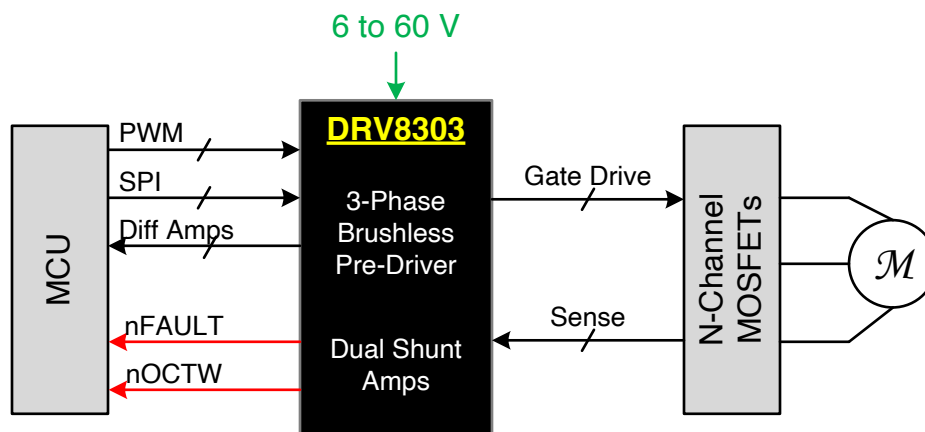 6 to 60 V
MCU
PWM
SPI
Diff Amps
nFAULT
nOCTW
DRV8303
3-Phase
Brushless
Pre-Driver
Dual Shunt
Amps
Gate Drive
Sense
N-Channel
MOSFETs
M